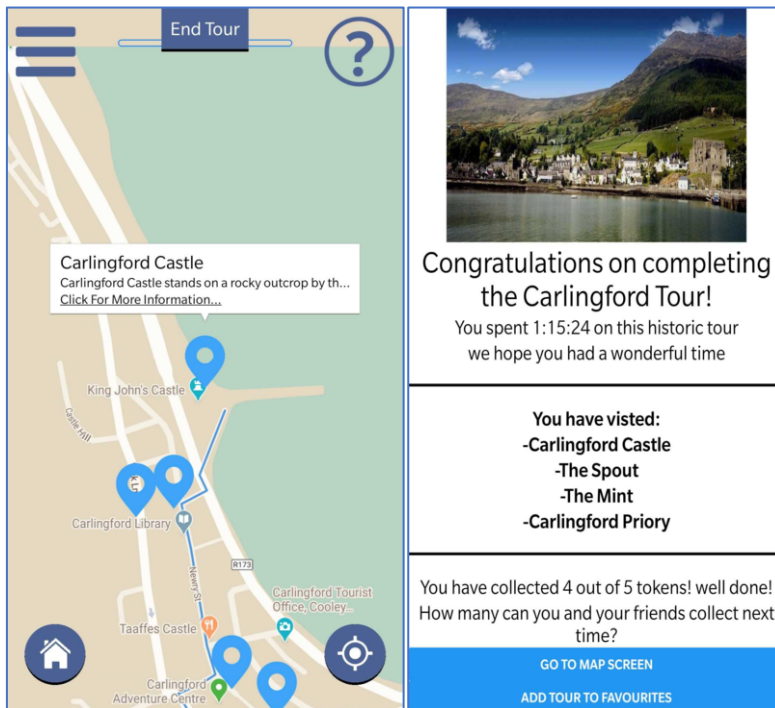 End Tour
?
Carlingford Castle
Carlingford Castle stands on a rocky outcrop by th...
Click For More Information...
King John's Castle
Castle Hill
Carlingford Library
Newry St
R173
Carlingford Tourist
Office, Cooley...
Taaffes Castle
Carlingford
Adventure Centre
Congratulations on completing
the Carlingford Tour!
You spent 1:15:24 on this historic tour
we hope you had a wonderful time
You have visted:
-Carlingford Castle
-The Spout
-The Mint
-Carlingford Priory
You have collected 4 out of 5 tokens! well done!
How many can you and your friends collect next
time?
GO TO MAP SCREEN
ADD TOUR TO FAVOURITES